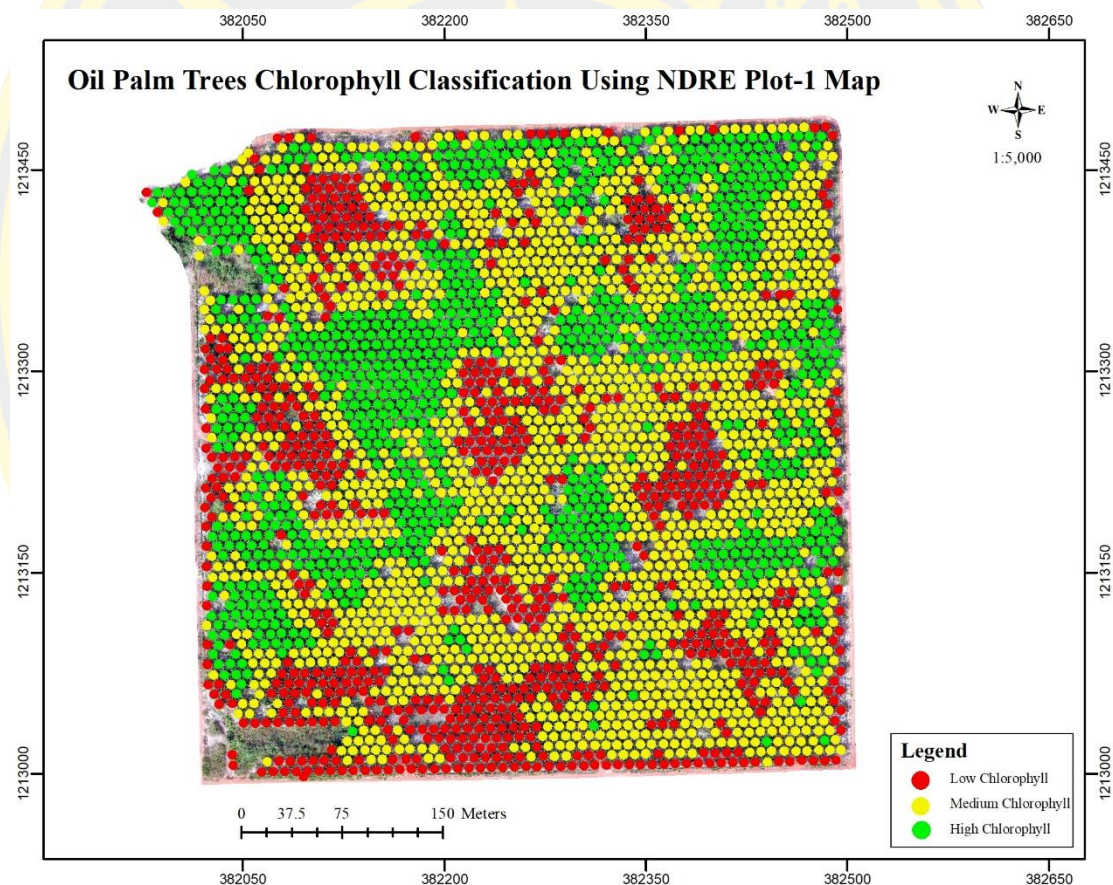 382050 382200 382350 382500 382650
Oil Palm Trees Chlorophyll Classification Using NDRE Plot-1 Map
N
W E
S
1:5,000
1213450 1213450
1213300 1213300
1213150 1213150
1213000 1213000
Legend
Low Chlorophyll
Medium Chlorophyll
High Chlorophyll
0 37.5 75 150 Meters
382050 382200 382350 382500 382650